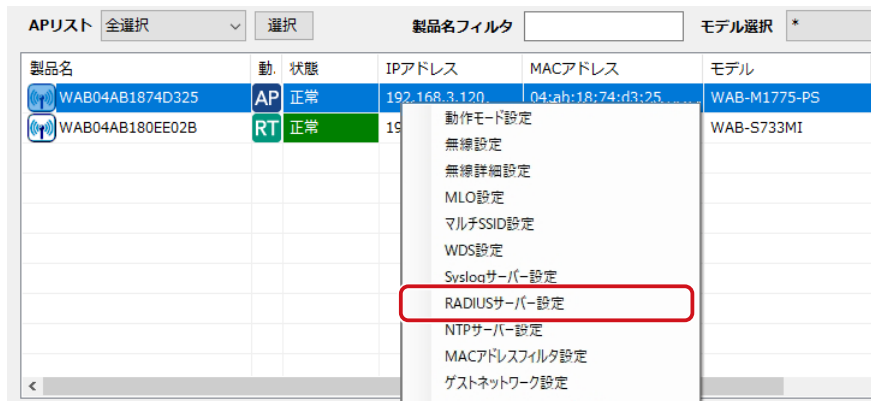 APリスト 全選択 選択 製品名フィルタ モデル選択 *
製品名 動. 状態 IPアドレス MACアドレス モデル
WAB04AB1874D325 AP 正常 192.168.3.120 04:ab:18:74:d3:25 WAB-M1775-PS
WAB04AB180EE02B RT 正常 19 WAB-S733MI
動作モード設定
無線設定
無線詳細設定
MLO設定
マルチSSID設定
WDS設定
Syslogサーバー設定
RADIUSサーバー設定
NTPサーバー設定
MACアドレスフィルタ設定
ゲストネットワーク設定